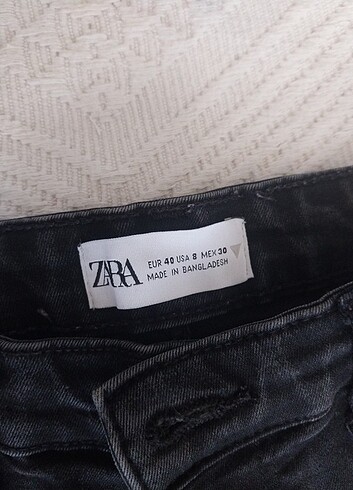 ZARA
EUR 40 USA 8 MEX 30
MADE IN BANGLADESH